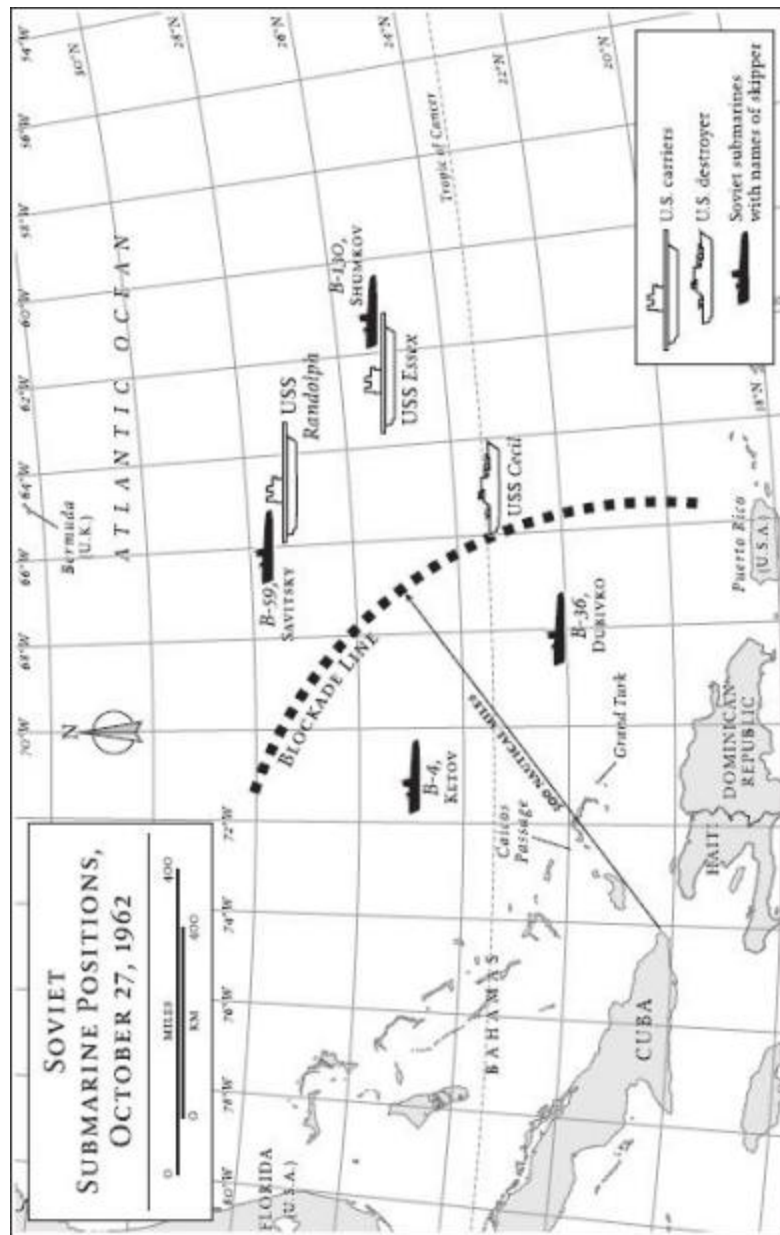 SOVIET
SUBMARINE POSITIONS,
OCTOBER 27, 1962
0 MILES 400
0 KM 400
N
80°W
78°W
76°W
74°W
72°W
70°W
68°W
66°W
64°W
62°W
60°W
58°W
56°W
54°W
30°N
28°N
26°N
24°N
22°N
20°N
18°N
Bermuda
(U.K.)
ATLANTIC OCEAN
B-59,
SAVITSKY
USS
Randolph
B-130,
SHUMKOV
USS Essex
BLOCKADE LINE
Tropic of Cancer
USS Cecil
B-4,
KETOV
B-36,
DUBIVKO
500 NAUTICAL MILES
Grand Turk
Caicos
Passage
FLORIDA
(U.S.A.)
BAHAMAS
CUBA
HAITI
DOMINICAN
REPUBLIC
Puerto Rico
(U.S.A.)
U.S. carriers
U.S. destroyer
Soviet submarines
with names of skipper